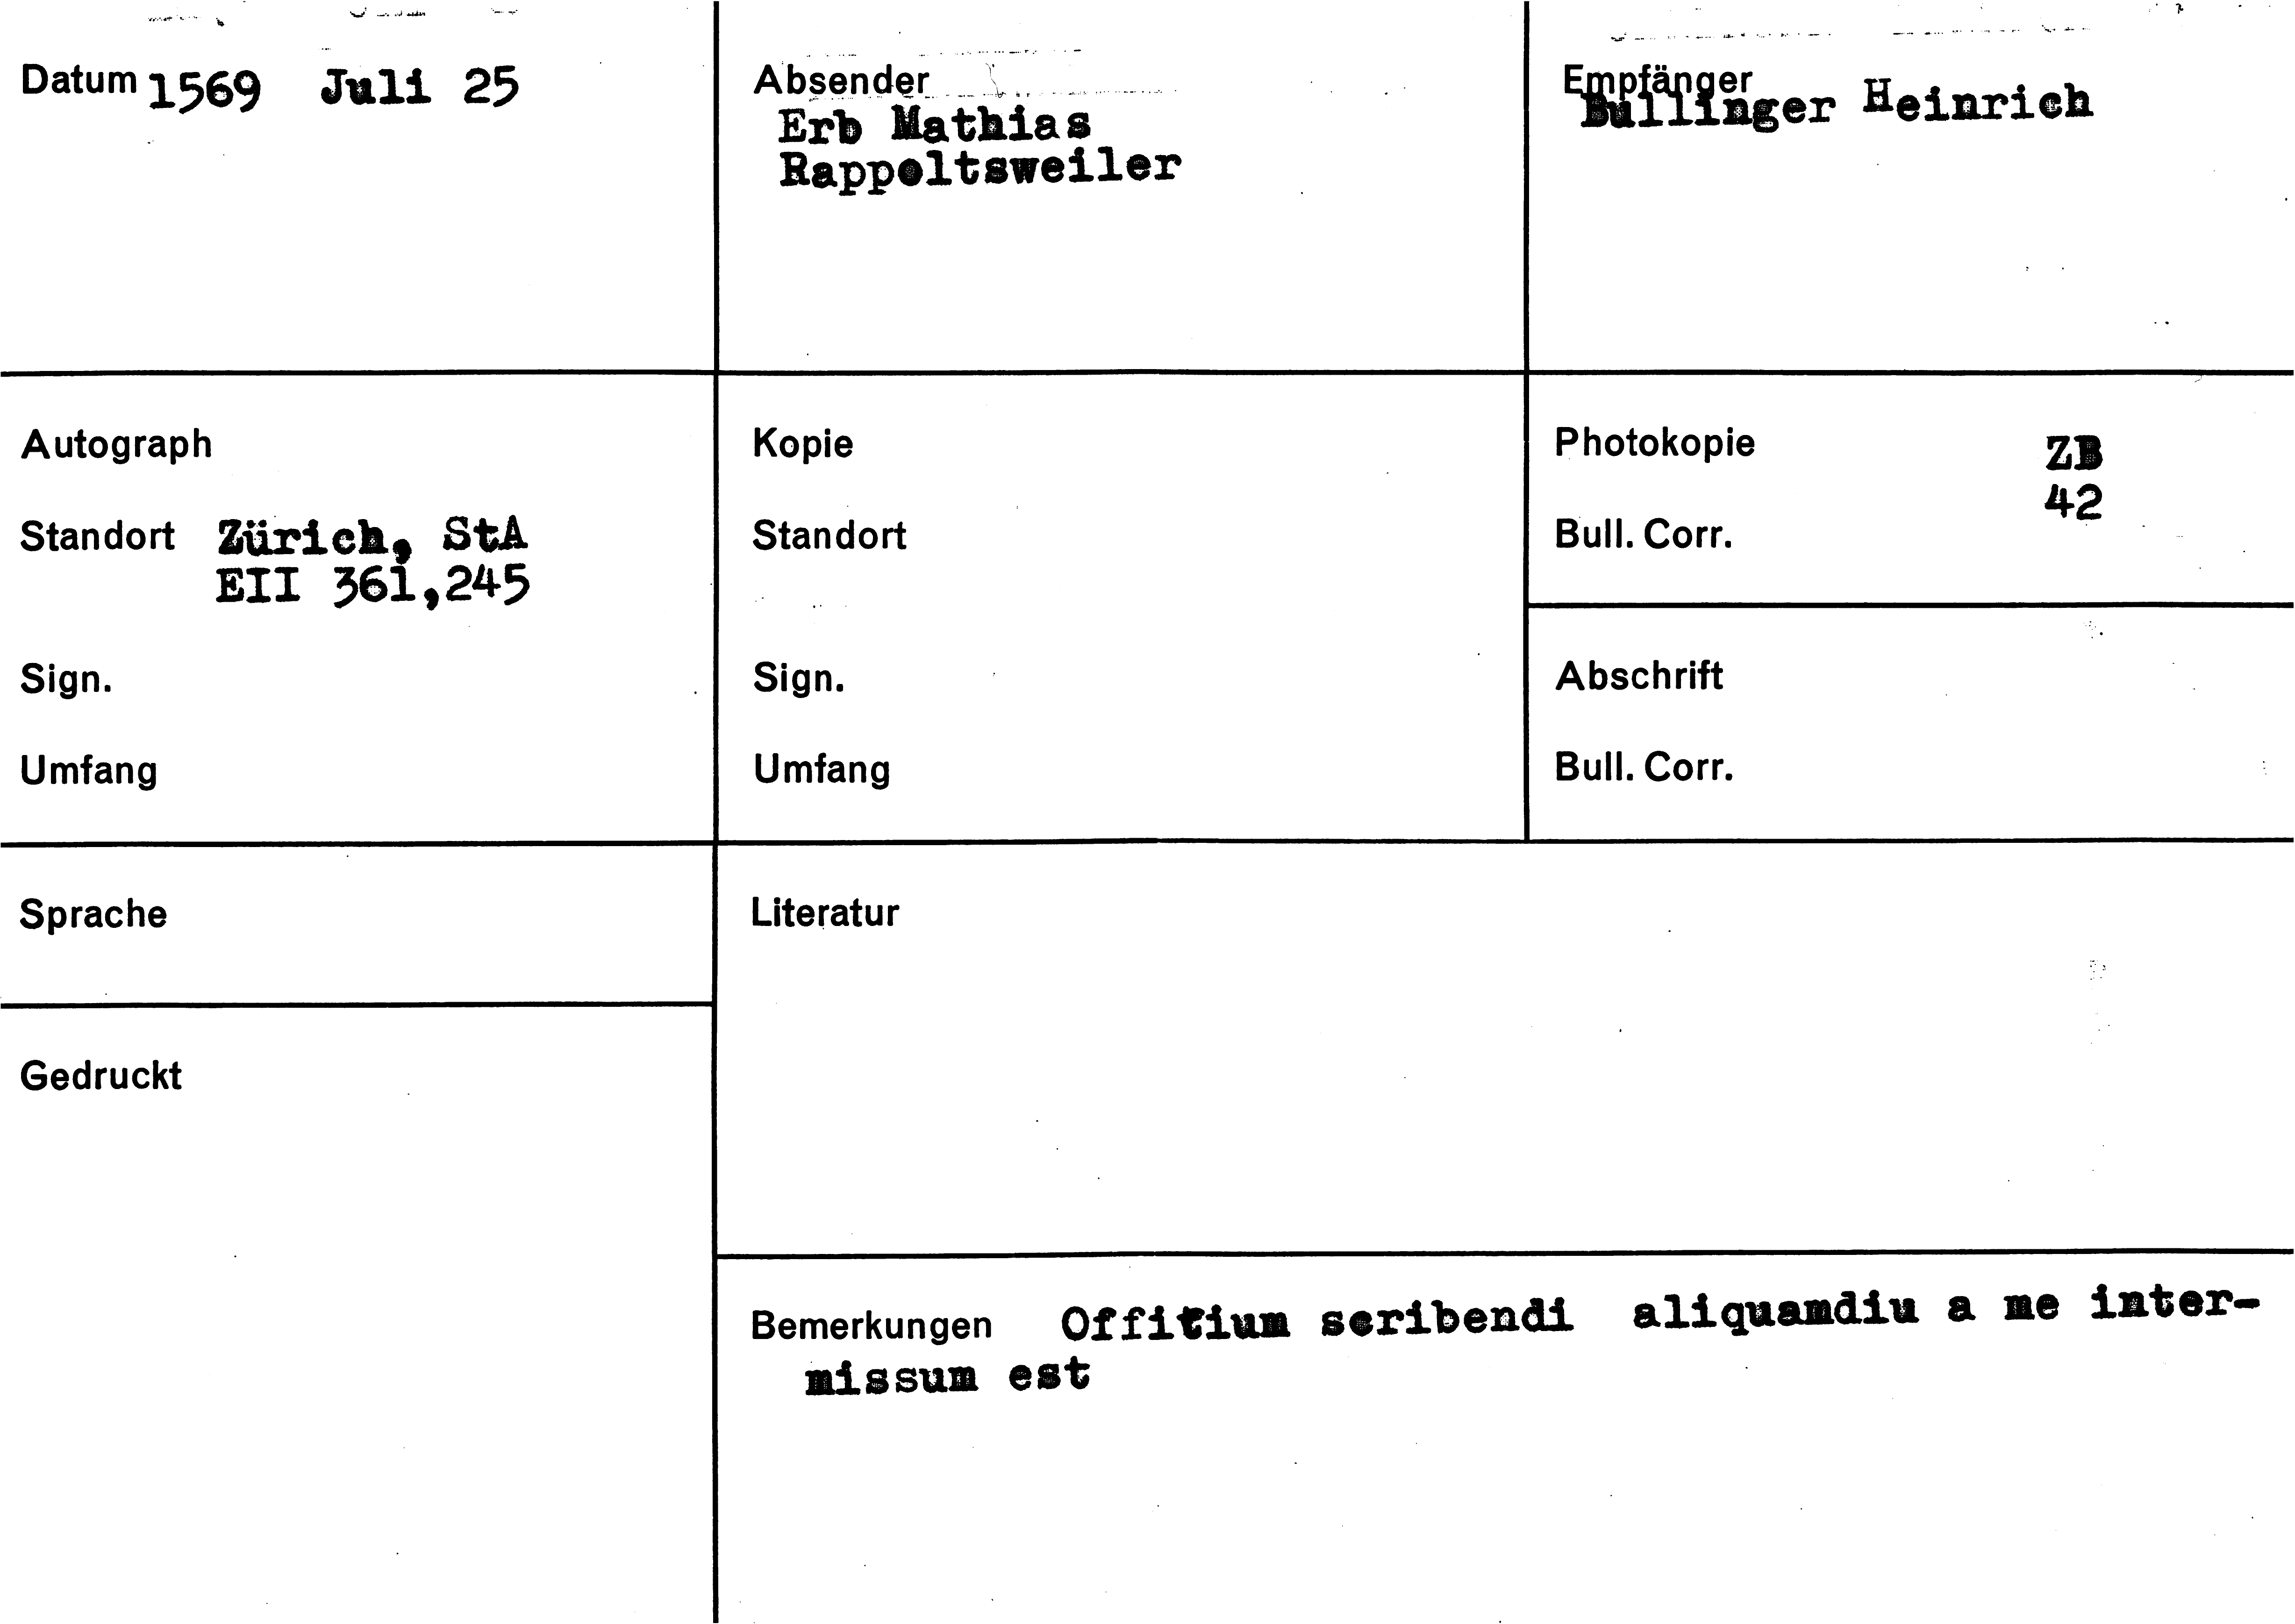 Datum 1569 Juli 25
Absender
Erb Mathias
Rappoltsweiler
Empfänger
Bullinger Heinrich
Autograph
Standort Zürich, StA
EII 361,245
Sign.
Umfang
Kopie
Standort
Sign.
Umfang
Photokopie ZB
42
Bull. Corr.
Abschrift
Bull. Corr.
Sprache
Literatur
Gedruckt
Bemerkungen Offitium scribendi aliquamdiu a me inter-
missum est